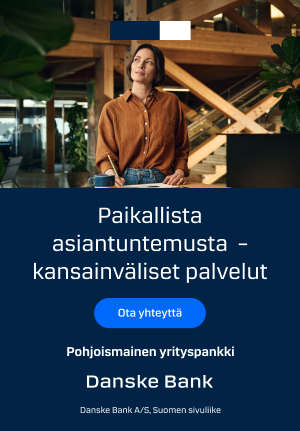 Paikallista
asiantuntemusta –
kansainväliset palvelut
Ota yhteyttä
Pohjoismainen yrityspankki
Danske Bank
Danske Bank A/S, Suomen sivuliike